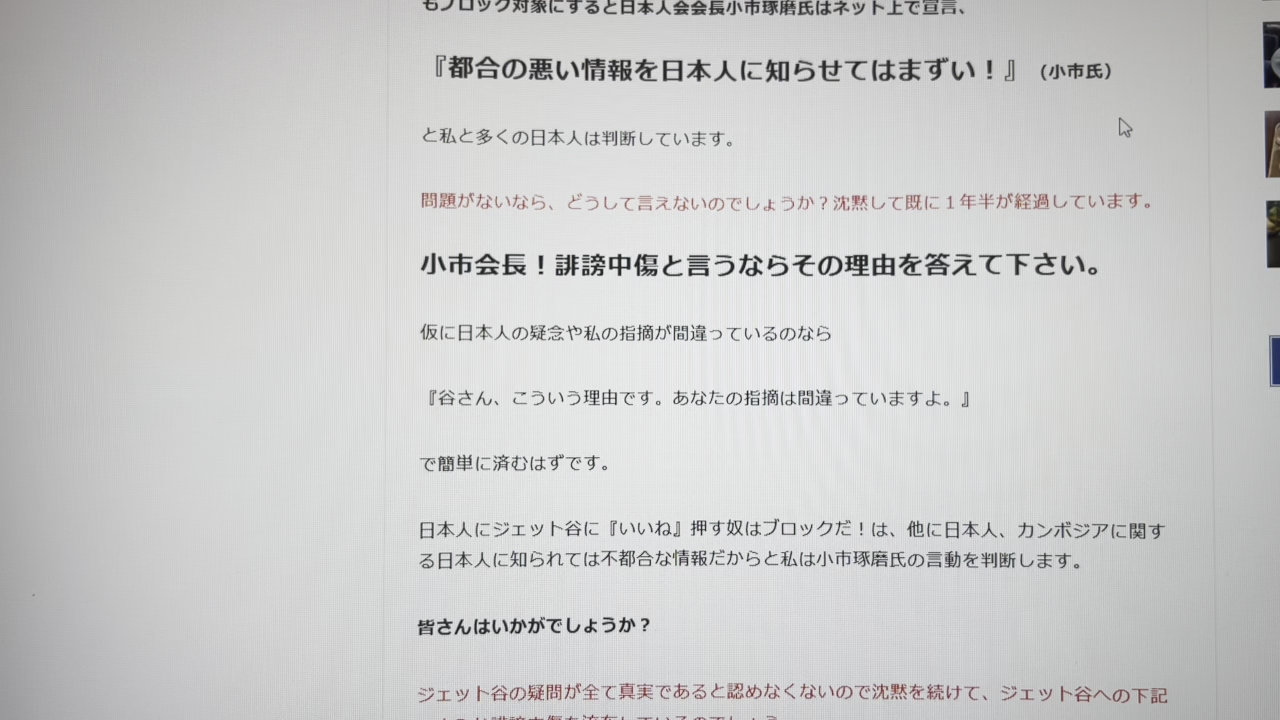 もブロック対象にすると日本人会会長小市琢磨氏はネット上で宣言、
『都合の悪い情報を日本人に知らせてはまずい！』（小市氏）
と私と多くの日本人は判断しています。
問題がないなら、どうして言えないのでしょうか？沈黙して既に１年半が経過しています。
小市会長！誹謗中傷と言うならその理由を答えて下さい。
仮に日本人の疑念や私の指摘が間違っているのなら
『谷さん、こういう理由です。あなたの指摘は間違っていますよ。』
で簡単に済むはずです。
日本人にジェット谷に『いいね』押す奴はブロックだ！は、他に日本人、カンボジアに関す
る日本人に知られては不都合な情報だからと私は小市琢磨氏の言動を判断します。
皆さんはいかがでしょうか？
ジェット谷の疑問が全て真実であると認めなくないので沈黙を続けて、ジェット谷への下記